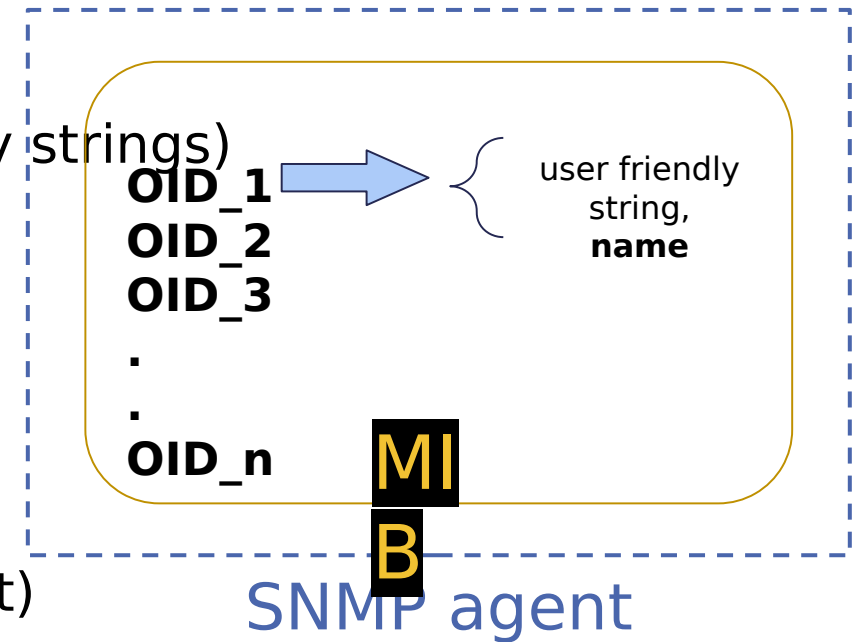 y strings)
OID_1
OID_2
OID_3
.
.
OID_n
user friendly
string,
name
MI
B
t)
SNMP agent